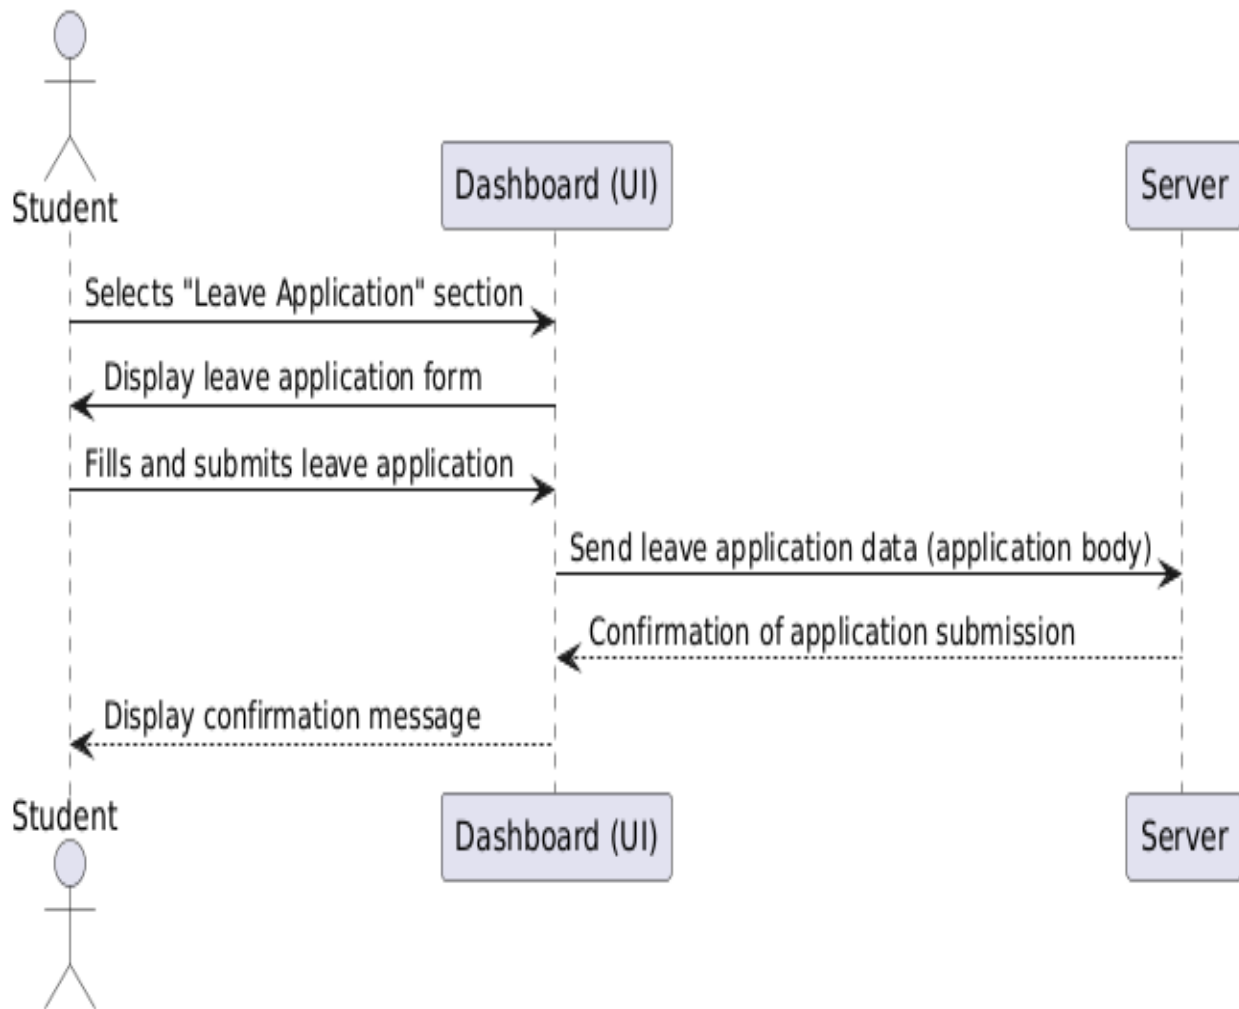 Student
Dashboard (UI)
Server
Selects "Leave Application" section
Display leave application form
Fills and submits leave application
Send leave application data (application body)
Confirmation of application submission
Display confirmation message
Student
Dashboard (UI)
Server